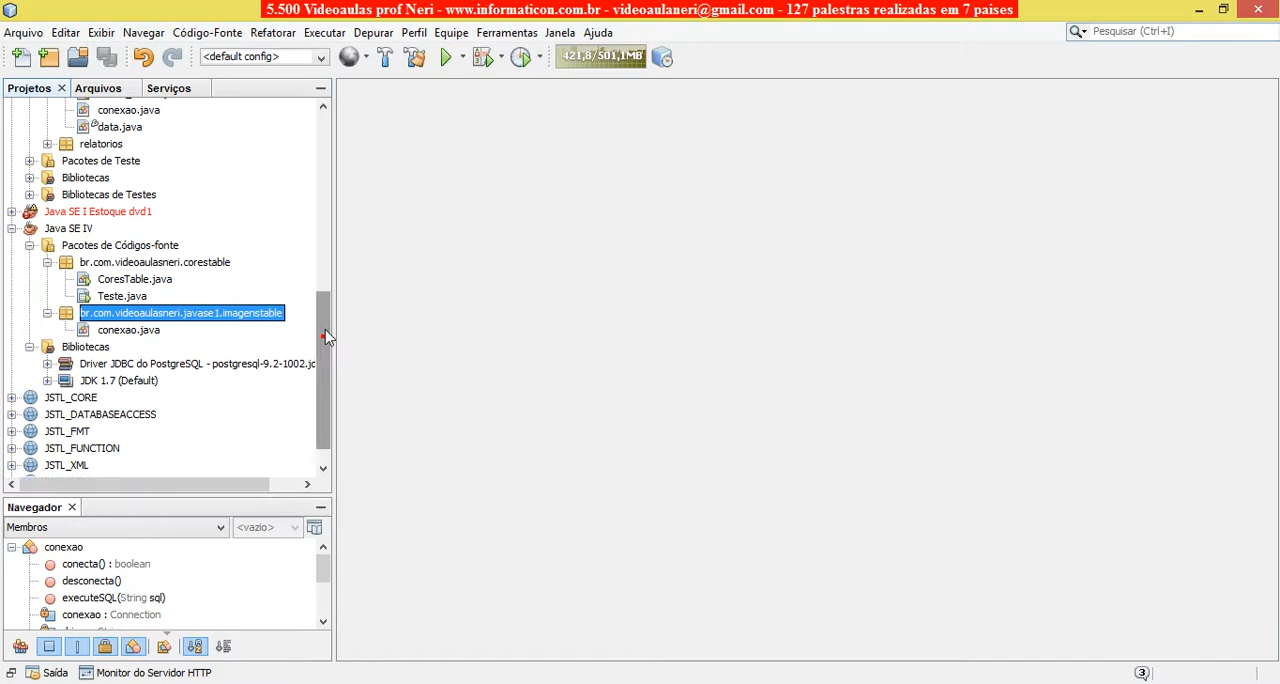 5.500 Videoaulas prof Neri - www.informaticon.com.br - videoaulaneri@gmail.com - 127 palestras realizadas em 7 paises
Arquivo Editar Exibir Navegar Código-Fonte Refatorar Executar Depurar Perfil Equipe Ferramentas Janela Ajuda
Pesquisar (Ctrl+I)
<default config>
421,8/501,1MB
Projetos Arquivos Serviços
conexao.java
data.java
relatorios
Pacotes de Teste
Bibliotecas
Bibliotecas de Testes
Java SE I Estoque dvd1
Java SE IV
Pacotes de Códigos-fonte
br.com.videoaulasneri.corestable
CoresTable.java
Teste.java
br.com.videoaulasneri.javase1.imagenstable
conexao.java
Bibliotecas
Driver JDBC do PostgreSQL - postgresql-9.2-1002.jd
JDK 1.7 (Default)
JSTL_CORE
JSTL_DATABASEACCESS
JSTL_FMT
JSTL_FUNCTION
JSTL_XML
Navegador
Membros <vazio>
conexao
conecta() : boolean
desconecta()
executeSQL(String sql)
conexao : Connection
Saída Monitor do Servidor HTTP
3